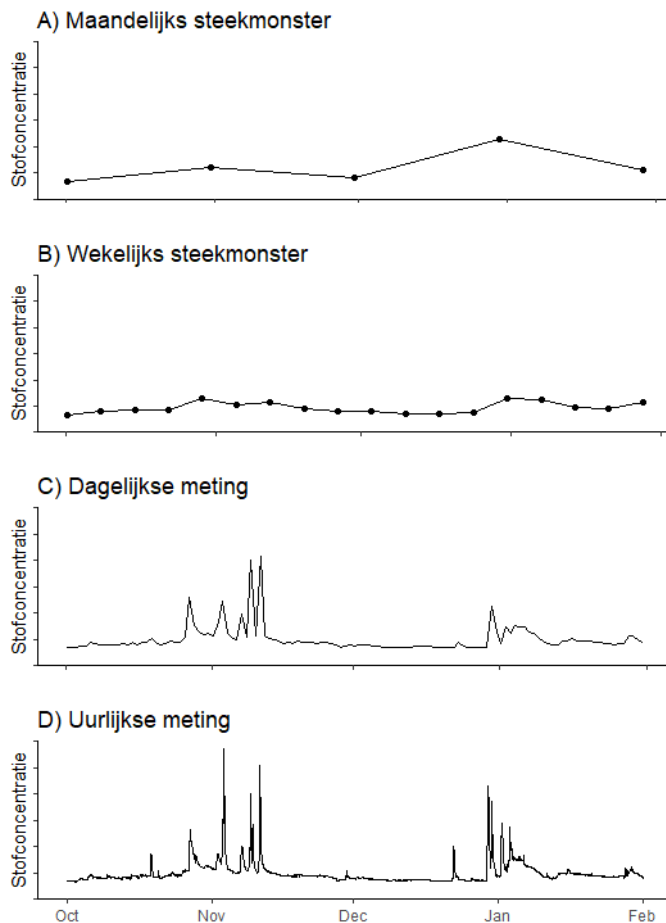 A) Maandelijks steekmonster
Stofconcentratie
B) Wekelijks steekmonster
Stofconcentratie
C) Dagelijkse meting
Stofconcentratie
D) Uurlijkse meting
Stofconcentratie
Oct Nov Dec Jan Feb